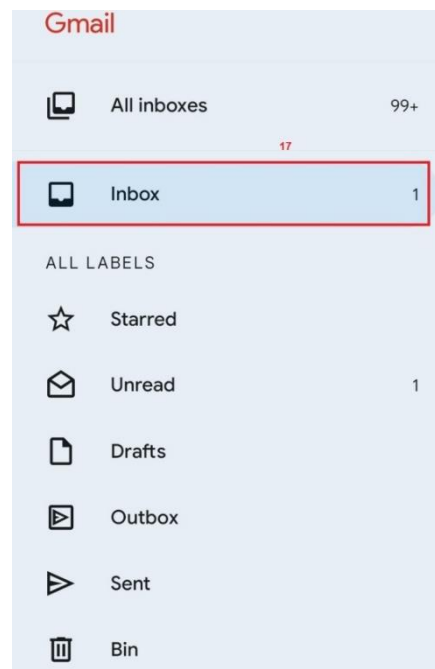 Gmail
All inboxes 99+
17
Inbox 1
ALL LABELS
Starred
Unread 1
Drafts
Outbox
Sent
Bin